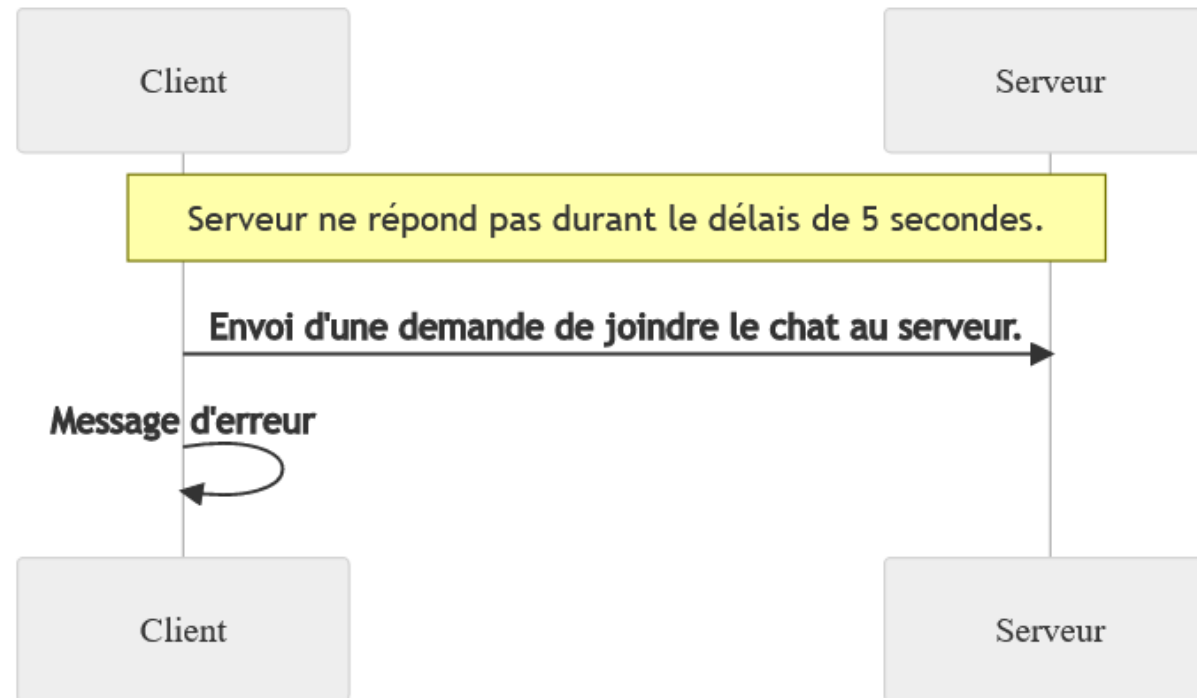 Client
Serveur
Serveur ne répond pas durant le délais de 5 secondes.
Envoi d'une demande de joindre le chat au serveur.
Message d'erreur
Client
Serveur